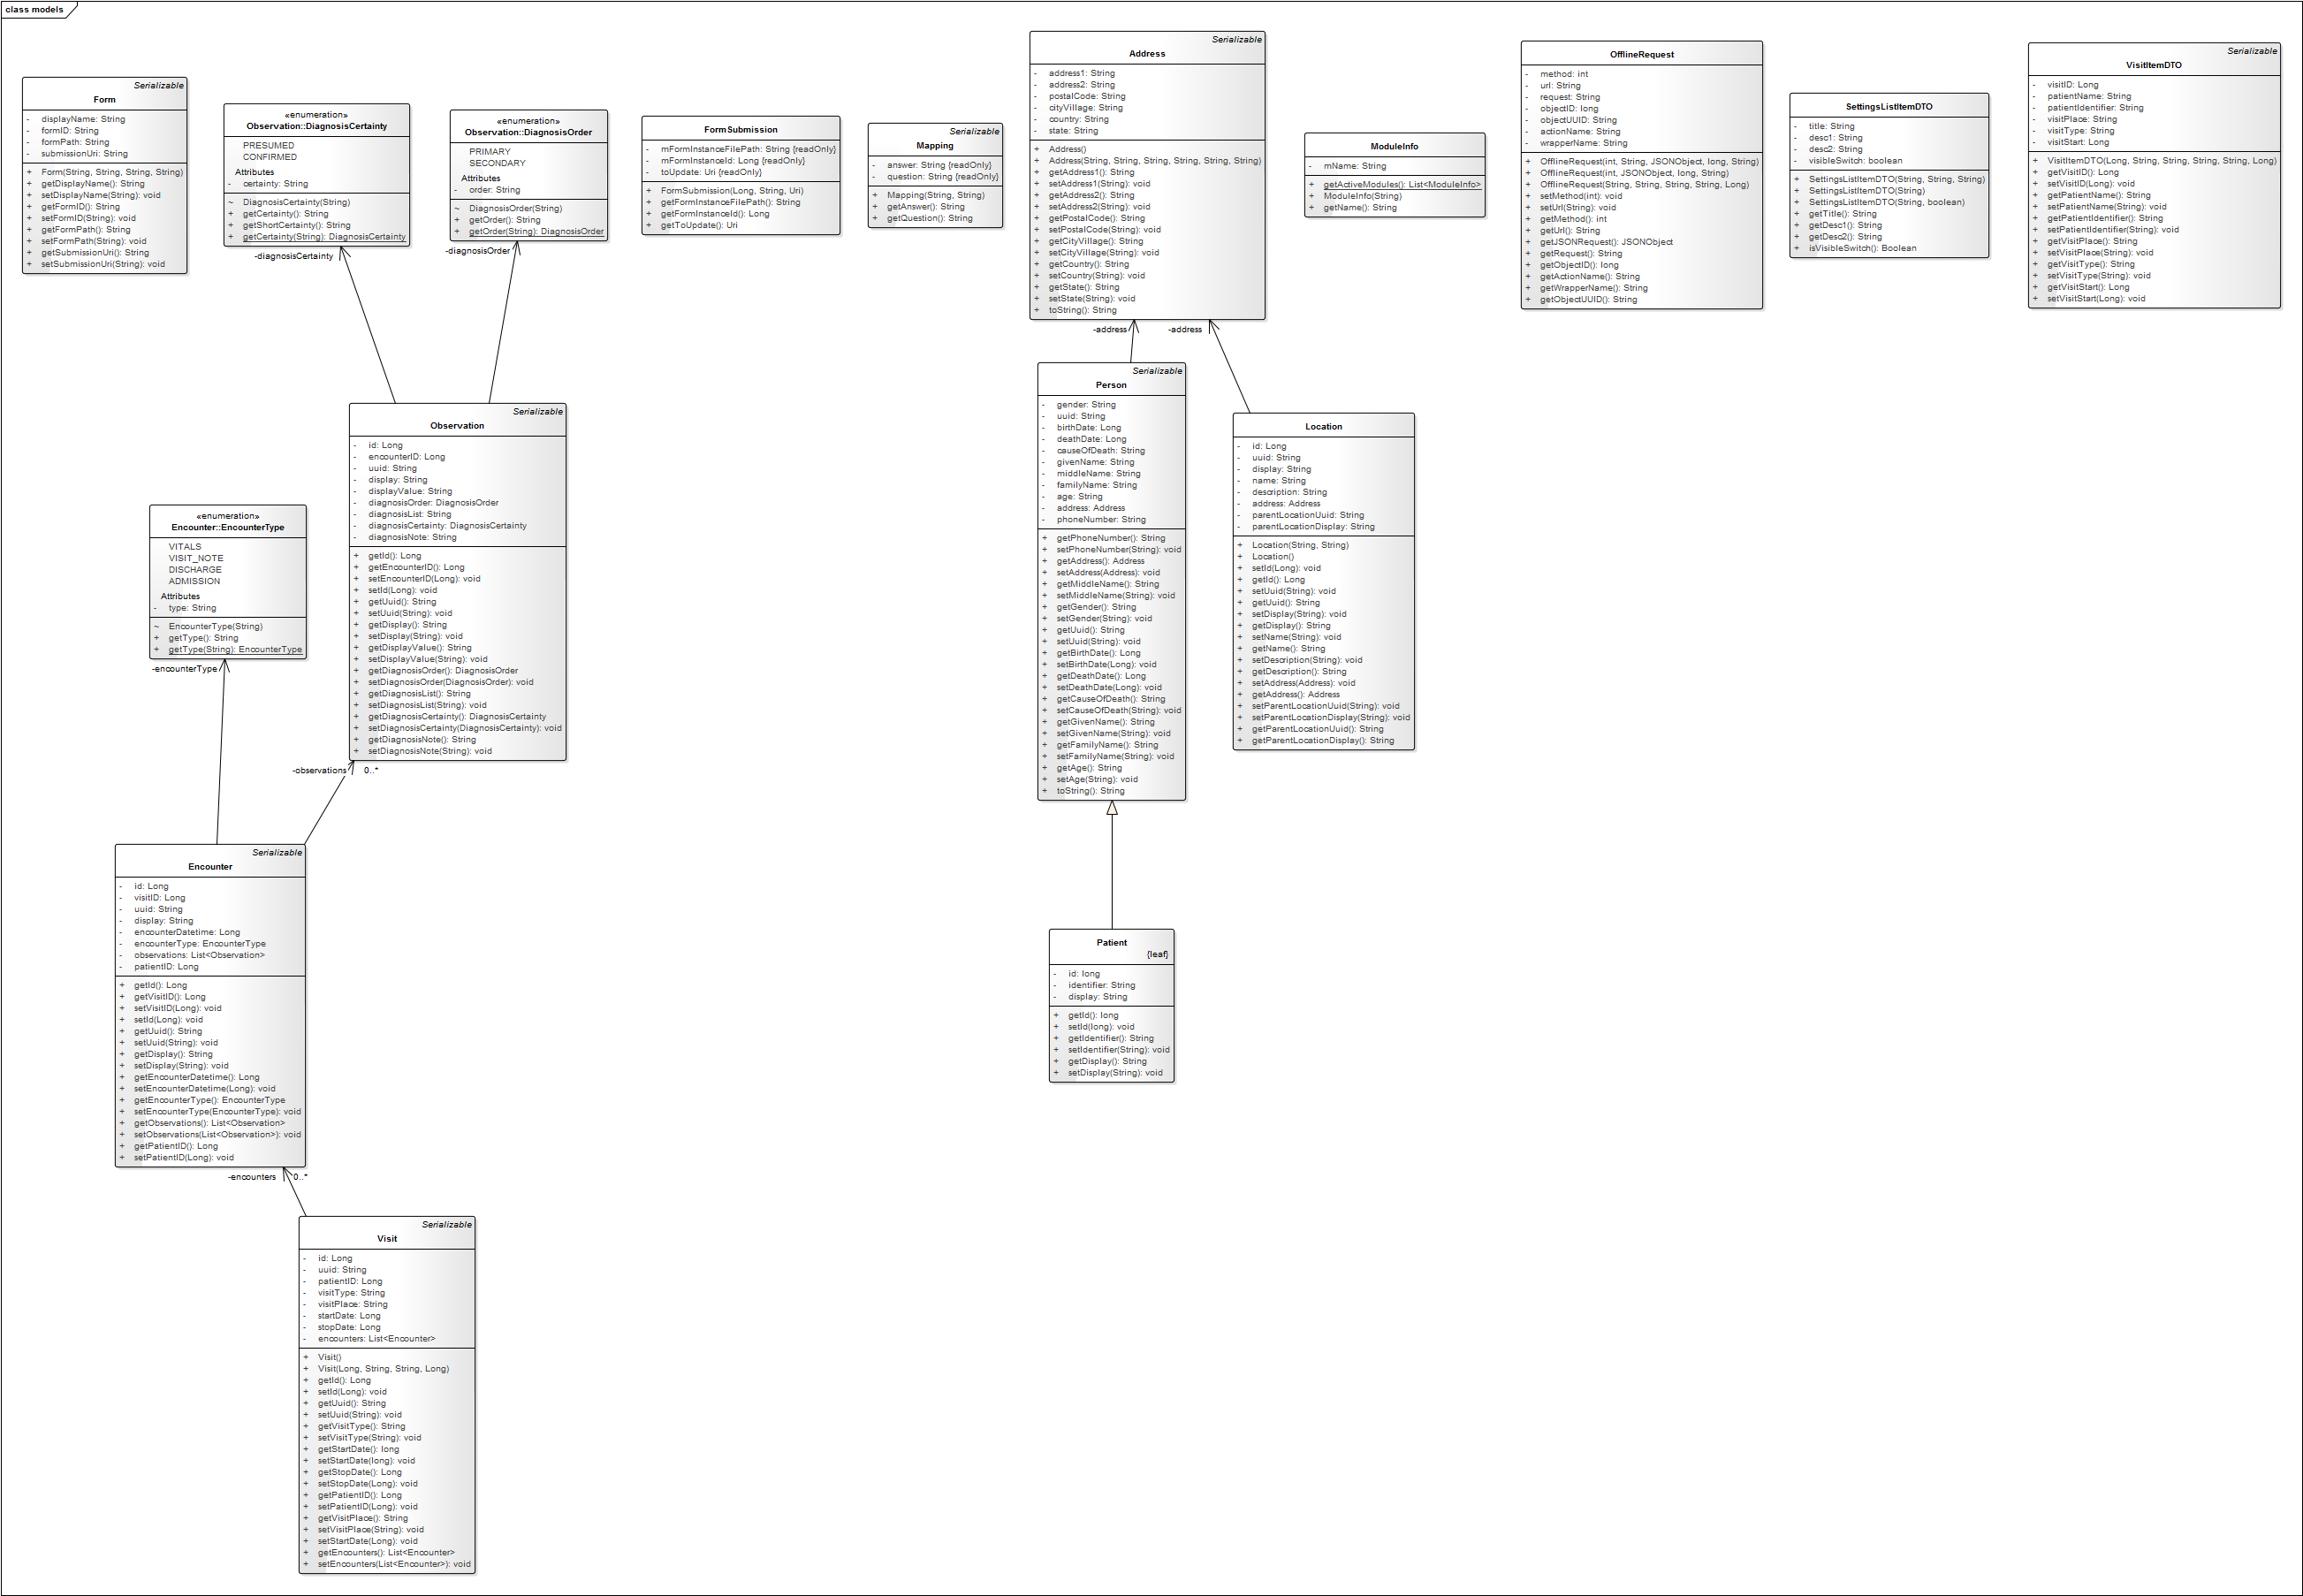 class models
Serializable
Form
- displayName: String
- formID: String
- formPath: String
- submissionUri: String
+ Form(String, String, String, String)
+ getDisplayName(): String
+ setDisplayName(String): void
+ getFormID(): String
+ setFormID(String): void
+ getFormPath(): String
+ setFormPath(String): void
+ getSubmissionUri(): String
+ setSubmissionUri(String): void
«enumeration»
Observation::DiagnosisCertainty
PRESUMED
CONFIRMED
Attributes
- certainty: String
~ DiagnosisCertainty(String)
+ getCertainty(): String
+ getShortCertainty(): String
+ getCertainty(String): DiagnosisCertainty
-diagnosisCertainty
«enumeration»
Observation::DiagnosisOrder
PRIMARY
SECONDARY
Attributes
- order: String
~ DiagnosisOrder(String)
+ getOrder(): String
+ getOrder(String): DiagnosisOrder
-diagnosisOrder
FormSubmission
- mFormInstanceFilePath: String {readOnly}
- mFormInstanceId: Long {readOnly}
- toUpdate: Uri {readOnly}
+ FormSubmission(Long, String, Uri)
+ getFormInstanceFilePath(): String
+ getFormInstanceId(): Long
+ getToUpdate(): Uri
Serializable
Mapping
- answer: String {readOnly}
- question: String {readOnly}
+ Mapping(String, String)
+ getAnswer(): String
+ getQuestion(): String
Serializable
Address
- address1: String
- address2: String
- postalCode: String
- cityVillage: String
- country: String
- state: String
+ Address()
+ Address(String, String, String, String, String, String)
+ getAddress1(): String
+ setAddress1(String): void
+ getAddress2(): String
+ setAddress2(String): void
+ getPostalCode(): String
+ setPostalCode(String): void
+ getCityVillage(): String
+ setCityVillage(String): void
+ getCountry(): String
+ setCountry(String): void
+ getState(): String
+ setState(String): void
+ toString(): String
-address
-address
ModuleInfo
- mName: String
+ getActiveModules(): List<ModuleInfo>
+ ModuleInfo(String)
+ getName(): String
OfflineRequest
- method: int
- url: String
- request: String
- objectID: long
- objectUUID: String
- actionName: String
- wrapperName: String
+ OfflineRequest(int, String, JSONObject, long, String)
+ OfflineRequest(int, JSONObject, long, String)
+ OfflineRequest(String, String, String, String, Long)
+ setMethod(int): void
+ setUrl(String): void
+ getMethod(): int
+ getUrl(): String
+ getJSONRequest(): JSONObject
+ getRequest(): String
+ getObjectID(): long
+ getActionName(): String
+ getWrapperName(): String
+ getObjectUUID(): String
SettingsListItemDTO
- title: String
- desc1: String
- desc2: String
- visibleSwitch: boolean
+ SettingsListItemDTO(String, String, String)
+ SettingsListItemDTO(String)
+ SettingsListItemDTO(String, boolean)
+ getTitle(): String
+ getDesc1(): String
+ getDesc2(): String
+ isVisibleSwitch(): Boolean
Serializable
VisitItemDTO
- visitID: Long
- patientName: String
- patientIdentifier: String
- visitPlace: String
- visitType: String
- visitStart: Long
+ VisitItemDTO(Long, String, String, String, String, Long)
+ getVisitID(): Long
+ setVisitID(Long): void
+ getPatientName(): String
+ setPatientName(String): void
+ getPatientIdentifier(): String
+ setPatientIdentifier(String): void
+ getVisitPlace(): String
+ setVisitPlace(String): void
+ getVisitType(): String
+ setVisitType(String): void
+ getVisitStart(): Long
+ setVisitStart(Long): void
Serializable
Observation
- id: Long
- encounterID: Long
- uuid: String
- display: String
- displayValue: String
- diagnosisOrder: DiagnosisOrder
- diagnosisList: String
- diagnosisCertainty: DiagnosisCertainty
- diagnosisNote: String
+ getId(): Long
+ getEncounterID(): Long
+ setEncounterID(Long): void
+ setId(Long): void
+ getUuid(): String
+ setUuid(String): void
+ getDisplay(): String
+ setDisplay(String): void
+ getDisplayValue(): String
+ setDisplayValue(String): void
+ getDiagnosisOrder(): DiagnosisOrder
+ setDiagnosisOrder(DiagnosisOrder): void
+ getDiagnosisList(): String
+ setDiagnosisList(String): void
+ getDiagnosisCertainty(): DiagnosisCertainty
+ setDiagnosisCertainty(DiagnosisCertainty): void
+ getDiagnosisNote(): String
+ setDiagnosisNote(String): void
-observations 0..*
«enumeration»
Encounter::EncounterType
VITALS
VISIT_NOTE
DISCHARGE
ADMISSION
Attributes
- type: String
~ EncounterType(String)
+ getType(): String
+ getType(String): EncounterType
-encounterType
Serializable
Person
- gender: String
- uuid: String
- birthDate: Long
- deathDate: Long
- causeOfDeath: String
- givenName: String
- middleName: String
- familyName: String
- age: String
- address: Address
- phoneNumber: String
+ getPhoneNumber(): String
+ setPhoneNumber(String): void
+ getAddress(): Address
+ setAddress(Address): void
+ getMiddleName(): String
+ setMiddleName(String): void
+ getGender(): String
+ setGender(String): void
+ getUuid(): String
+ setUuid(String): void
+ getBirthDate(): Long
+ setBirthDate(Long): void
+ getDeathDate(): Long
+ setDeathDate(Long): void
+ getCauseOfDeath(): String
+ setCauseOfDeath(String): void
+ getGivenName(): String
+ setGivenName(String): void
+ getFamilyName(): String
+ setFamilyName(String): void
+ getAge(): String
+ setAge(String): void
+ toString(): String
Location
- id: Long
- uuid: String
- display: String
- name: String
- description: String
- address: Address
- parentLocationUuid: String
- parentLocationDisplay: String
+ Location(String, String)
+ Location()
+ setId(Long): void
+ getId(): Long
+ setUuid(String): void
+ getUuid(): String
+ setDisplay(String): void
+ getDisplay(): String
+ setName(String): void
+ getName(): String
+ setDescription(String): void
+ getDescription(): String
+ setAddress(Address): void
+ getAddress(): Address
+ setParentLocationUuid(String): void
+ setParentLocationDisplay(String): void
+ getParentLocationUuid(): String
+ getParentLocationDisplay(): String
Serializable
Encounter
- id: Long
- visitID: Long
- uuid: String
- display: String
- encounterDatetime: Long
- encounterType: EncounterType
- observations: List<Observation>
- patientID: Long
+ getId(): Long
+ getVisitID(): Long
+ setVisitID(Long): void
+ setId(Long): void
+ getUuid(): String
+ setUuid(String): void
+ getDisplay(): String
+ setDisplay(String): void
+ getEncounterDatetime(): Long
+ setEncounterDatetime(Long): void
+ getEncounterType(): EncounterType
+ setEncounterType(EncounterType): void
+ getObservations(): List<Observation>
+ setObservations(List<Observation>): void
+ getPatientID(): Long
+ setPatientID(Long): void
-encounters 0..*
Patient
{leaf}
- id: long
- identifier: String
- display: String
+ getId(): long
+ setId(long): void
+ getIdentifier(): String
+ setIdentifier(String): void
+ getDisplay(): String
+ setDisplay(String): void
Serializable
Visit
- id: Long
- uuid: String
- patientID: Long
- visitType: String
- visitPlace: String
- startDate: Long
- stopDate: Long
- encounters: List<Encounter>
+ Visit()
+ Visit(Long, String, String, Long)
+ getId(): Long
+ setId(Long): void
+ getUuid(): String
+ setUuid(String): void
+ getVisitType(): String
+ setVisitType(String): void
+ getStartDate(): long
+ setStartDate(long): void
+ getStopDate(): Long
+ setStopDate(Long): void
+ getPatientID(): Long
+ setPatientID(Long): void
+ getVisitPlace(): String
+ setVisitPlace(String): void
+ setStartDate(Long): void
+ getEncounters(): List<Encounter>
+ setEncounters(List<Encounter>): void